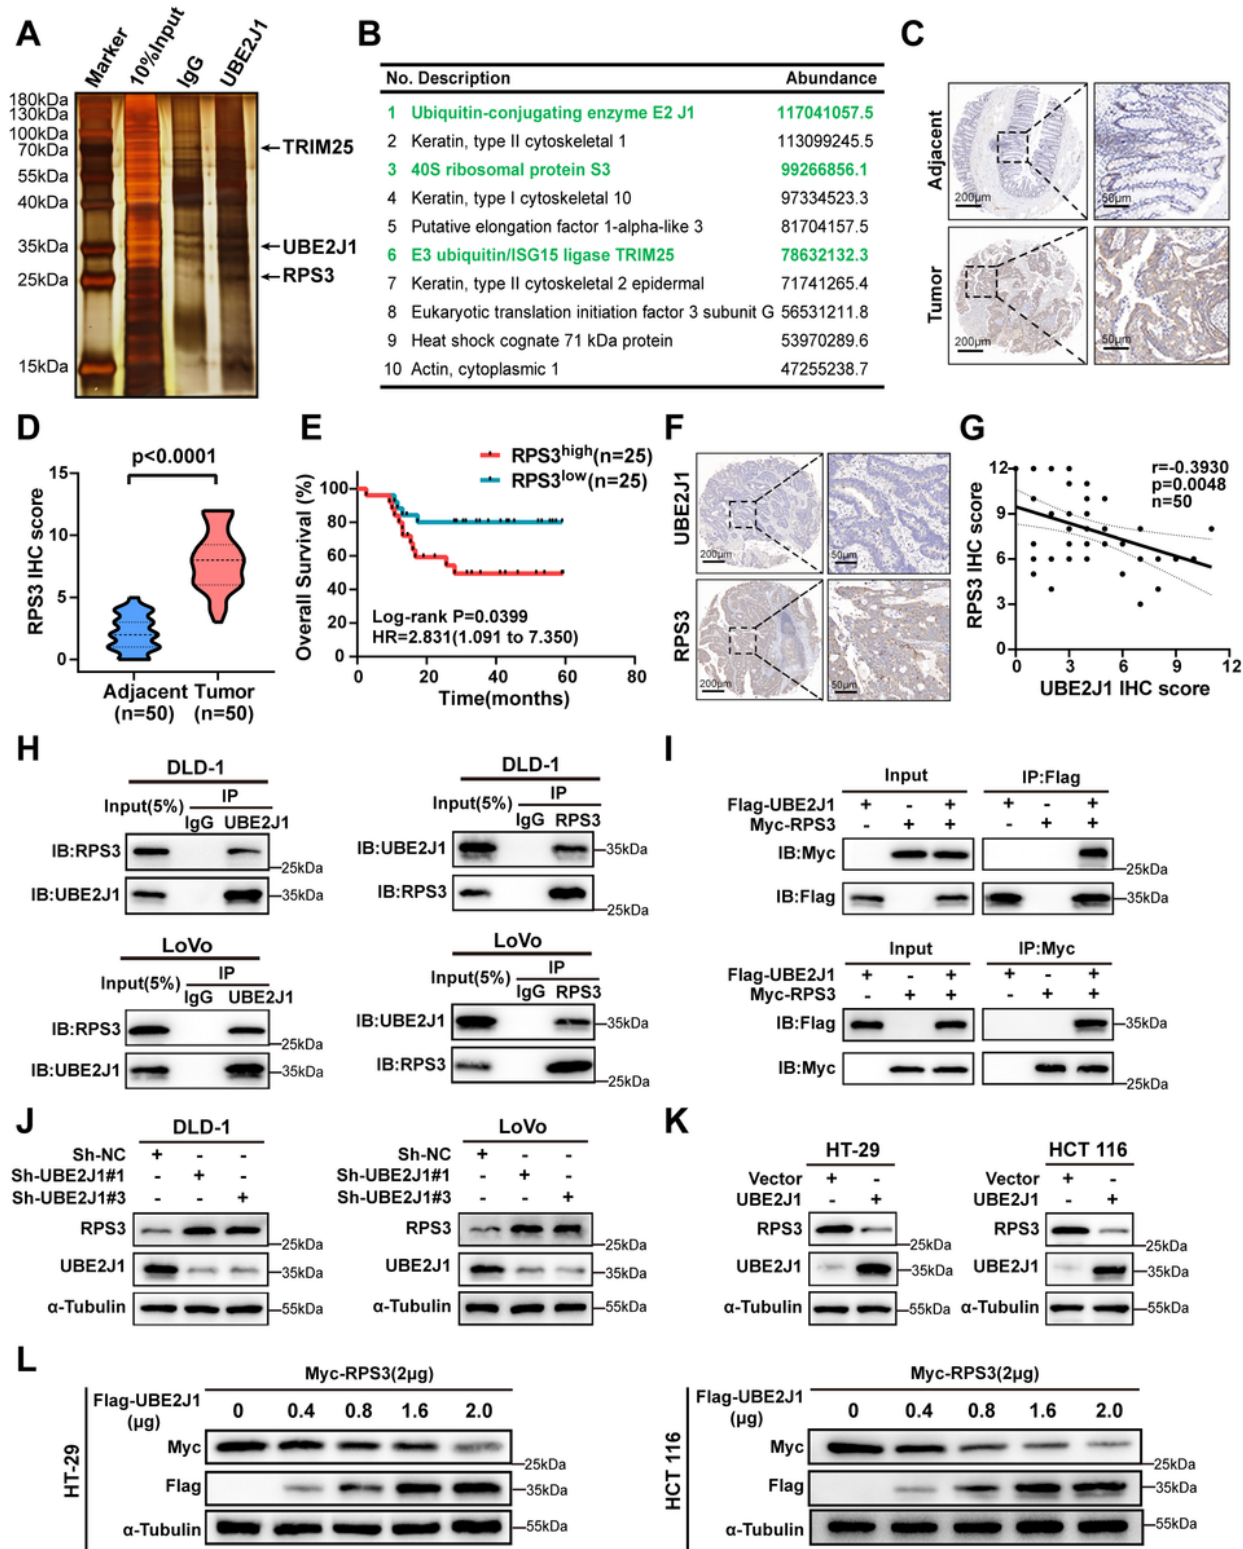 A
Marker
10%Input
IgG
UBE2J1
180kDa
130kDa
100kDa
70kDa
55kDa
40kDa
35kDa
25kDa
15kDa
TRIM25
UBE2J1
RPS3
B
No. Description Abundance
1 Ubiquitin-conjugating enzyme E2 J1 117041057.5
2 Keratin, type II cytoskeletal 1 113099245.5
3 40S ribosomal protein S3 99266856.1
4 Keratin, type I cytoskeletal 10 97334523.3
5 Putative elongation factor 1-alpha-like 3 81704157.5
6 E3 ubiquitin/ISG15 ligase TRIM25 78632132.3
7 Keratin, type II cytoskeletal 2 epidermal 71741265.4
8 Eukaryotic translation initiation factor 3 subunit G 56531211.8
9 Heat shock cognate 71 kDa protein 53970289.6
10 Actin, cytoplasmic 1 47255238.7
C
Adjacent
200μm
50μm
Tumor
200μm
50μm
D
p<0.0001
RPS3 IHC score
15
10
5
0
Adjacent Tumor
(n=50) (n=50)
E
RPS3high(n=25)
RPS3low(n=25)
Overall Survival (%)
100
80
60
40
20
0
Log-rank P=0.0399
HR=2.831(1.091 to 7.350)
0 20 40 60 80
Time(months)
F
UBE2J1
200μm
50μm
RPS3
200μm
50μm
G
r=-0.3930
p=0.0048
n=50
RPS3 IHC score
12
9
6
3
0
0 3 6 9 12
UBE2J1 IHC score
H
DLD-1
Input(5%) IP
IgG UBE2J1
IB:RPS3
25kDa
IB:UBE2J1 35kDa
DLD-1
Input(5%) IP
IgG RPS3
IB:UBE2J1 35kDa
IB:RPS3
25kDa
LoVo
Input(5%) IP
IgG UBE2J1
IB:RPS3
25kDa
IB:UBE2J1 35kDa
LoVo
Input(5%) IP
IgG RPS3
IB:UBE2J1 35kDa
IB:RPS3
25kDa
I
Input IP:Flag
Flag-UBE2J1 + - + + - +
Myc-RPS3 - + + - + +
IB:Myc
25kDa
IB:Flag 35kDa
Input IP:Myc
Flag-UBE2J1 + - + + - +
Myc-RPS3 - + + - + +
IB:Flag 35kDa
IB:Myc
25kDa
J
DLD-1
Sh-NC + - -
Sh-UBE2J1#1 - + -
Sh-UBE2J1#3 - - +
RPS3
25kDa
UBE2J1 35kDa
α-Tubulin 55kDa
LoVo
Sh-NC + - -
Sh-UBE2J1#1 - + -
Sh-UBE2J1#3 - - +
RPS3
25kDa
UBE2J1 35kDa
α-Tubulin 55kDa
K
HT-29
Vector + -
UBE2J1 - +
RPS3
25kDa
UBE2J1 35kDa
α-Tubulin 55kDa
HCT 116
Vector + -
UBE2J1 - +
RPS3
25kDa
UBE2J1 35kDa
α-Tubulin 55kDa
L
HT-29
Myc-RPS3(2μg)
Flag-UBE2J1
(μg)
0 0.4 0.8 1.6 2.0
Myc
25kDa
Flag 35kDa
α-Tubulin 55kDa
HCT 116
Myc-RPS3(2μg)
Flag-UBE2J1
(μg)
0 0.4 0.8 1.6 2.0
Myc
25kDa
Flag 35kDa
α-Tubulin 55kDa